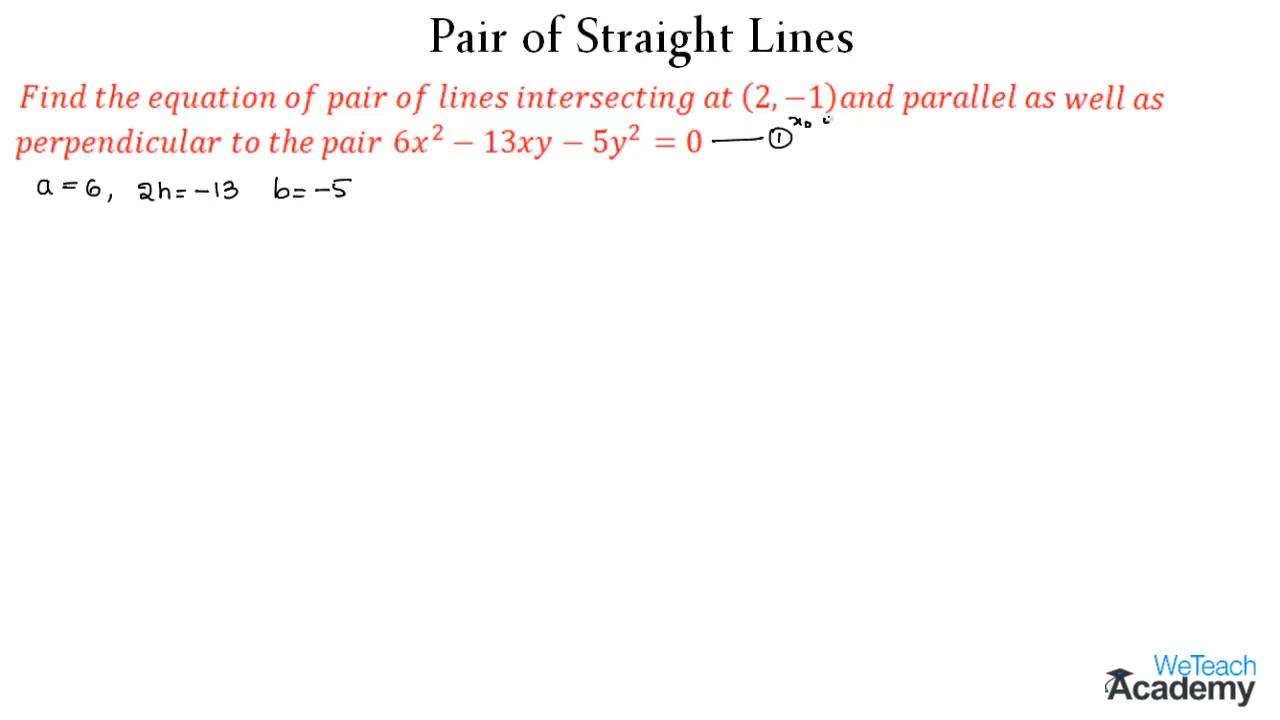 Pair of Straight Lines
Find the equation of pair of lines intersecting at (2, −1)and parallel as well as
perpendicular to the pair 6x² − 13xy − 5y² = 0 —— ① x₀
a = 6, 2h = −13 b = −5
WeTeach
Academy